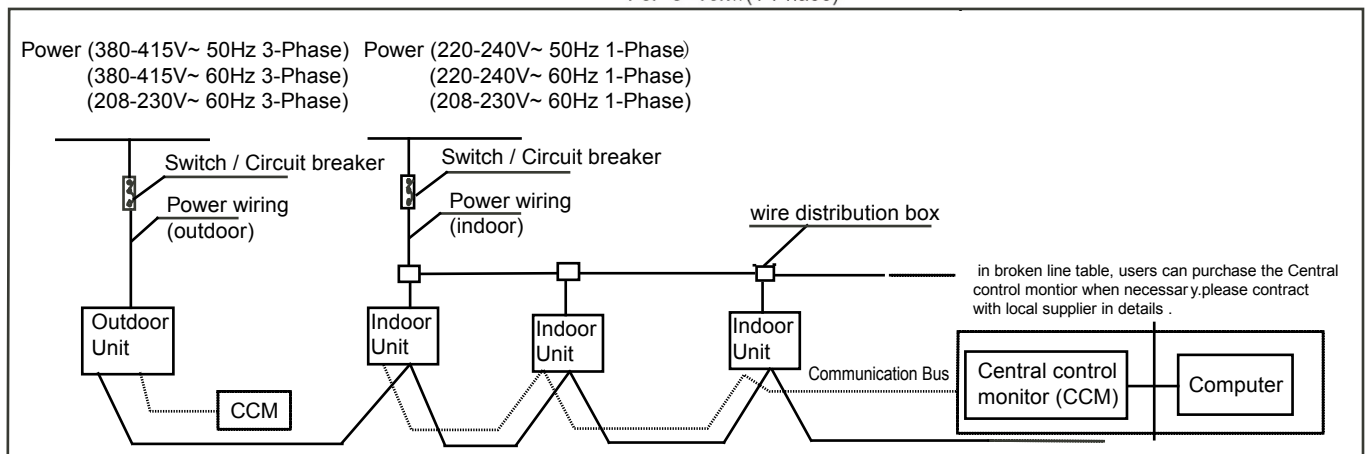 Power (380-415V~ 50Hz 3-Phase)
(380-415V~ 60Hz 3-Phase)
(208-230V~ 60Hz 3-Phase)
Power (220-240V~ 50Hz 1-Phase)
(220-240V~ 60Hz 1-Phase)
(208-230V~ 60Hz 1-Phase)
Switch / Circuit breaker
Switch / Circuit breaker
Power wiring
(outdoor)
Power wiring
(indoor)
wire distribution box
in broken line table, users can purchase the Central
control montior when necessary.please contract
with local supplier in details .
Outdoor
Unit
Indoor
Unit
Indoor
Unit
Indoor
Unit
Communication Bus
Central control
monitor (CCM)
Computer
CCM